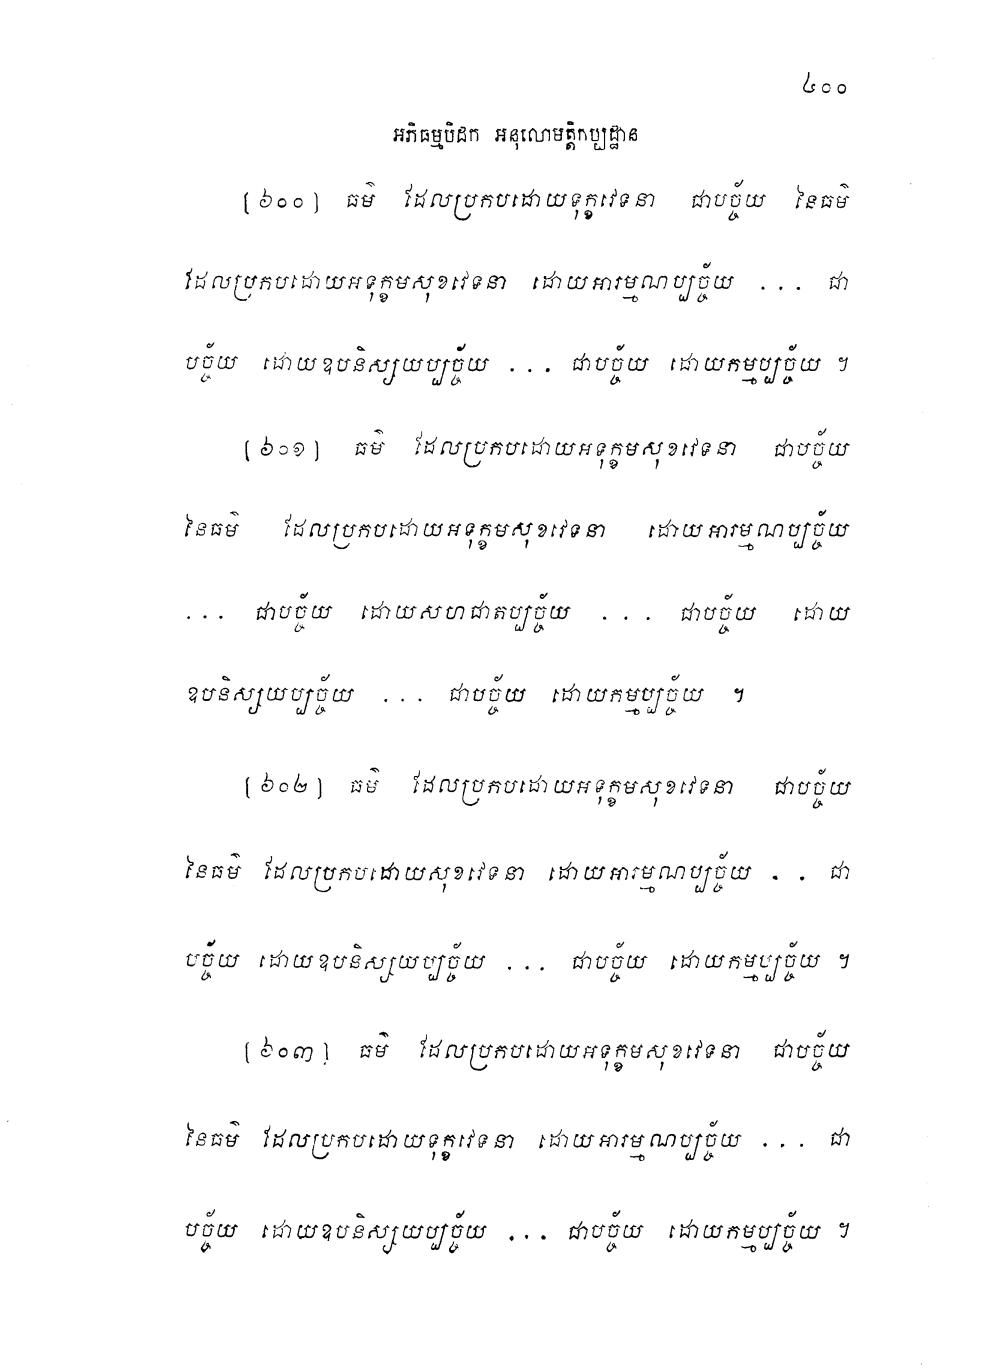 ៤០០
អភិធម្មបិដក អនុលោមត្តិកប្បដ្ឋាន
[៦០០] ធម៌ ដែលប្រកបដោយទុក្ខវេទនា ជាបច្ច័យ នៃធម៌
ដែលប្រកបដោយអទុក្ខមសុខវេទនា ដោយអារម្មណប្បច្ច័យ ... ជា
បច្ច័យ ដោយឧបនិស្សយប្បច្ច័យ ... ជាបច្ច័យ ដោយកម្មប្បច្ច័យ ។
[៦០១] ធម៌ ដែលប្រកបដោយអទុក្ខមសុខវេទនា ជាបច្ច័យ
នៃធម៌ ដែលប្រកបដោយអទុក្ខមសុខវេទនា ដោយអារម្មណប្បច្ច័យ
... ជាបច្ច័យ ដោយសហជាតប្បច្ច័យ ... ជាបច្ច័យ ដោយ
ឧបនិស្សយប្បច្ច័យ ... ជាបច្ច័យ ដោយកម្មប្បច្ច័យ ។
[៦០២] ធម៌ ដែលប្រកបដោយអទុក្ខមសុខវេទនា ជាបច្ច័យ
នៃធម៌ ដែលប្រកបដោយសុខវេទនា ដោយអារម្មណប្បច្ច័យ . . ជា
បច្ច័យ ដោយឧបនិស្សយប្បច្ច័យ ... ជាបច្ច័យ ដោយកម្មប្បច្ច័យ ។
[៦០៣] ធម៌ ដែលប្រកបដោយអទុក្ខមសុខវេទនា ជាបច្ច័យ
នៃធម៌ ដែលប្រកបដោយទុក្ខវេទនា ដោយអារម្មណប្បច្ច័យ ... ជា
បច្ច័យ ដោយឧបនិស្សយប្បច្ច័យ ... ជាបច្ច័យ ដោយកម្មប្បច្ច័យ ។